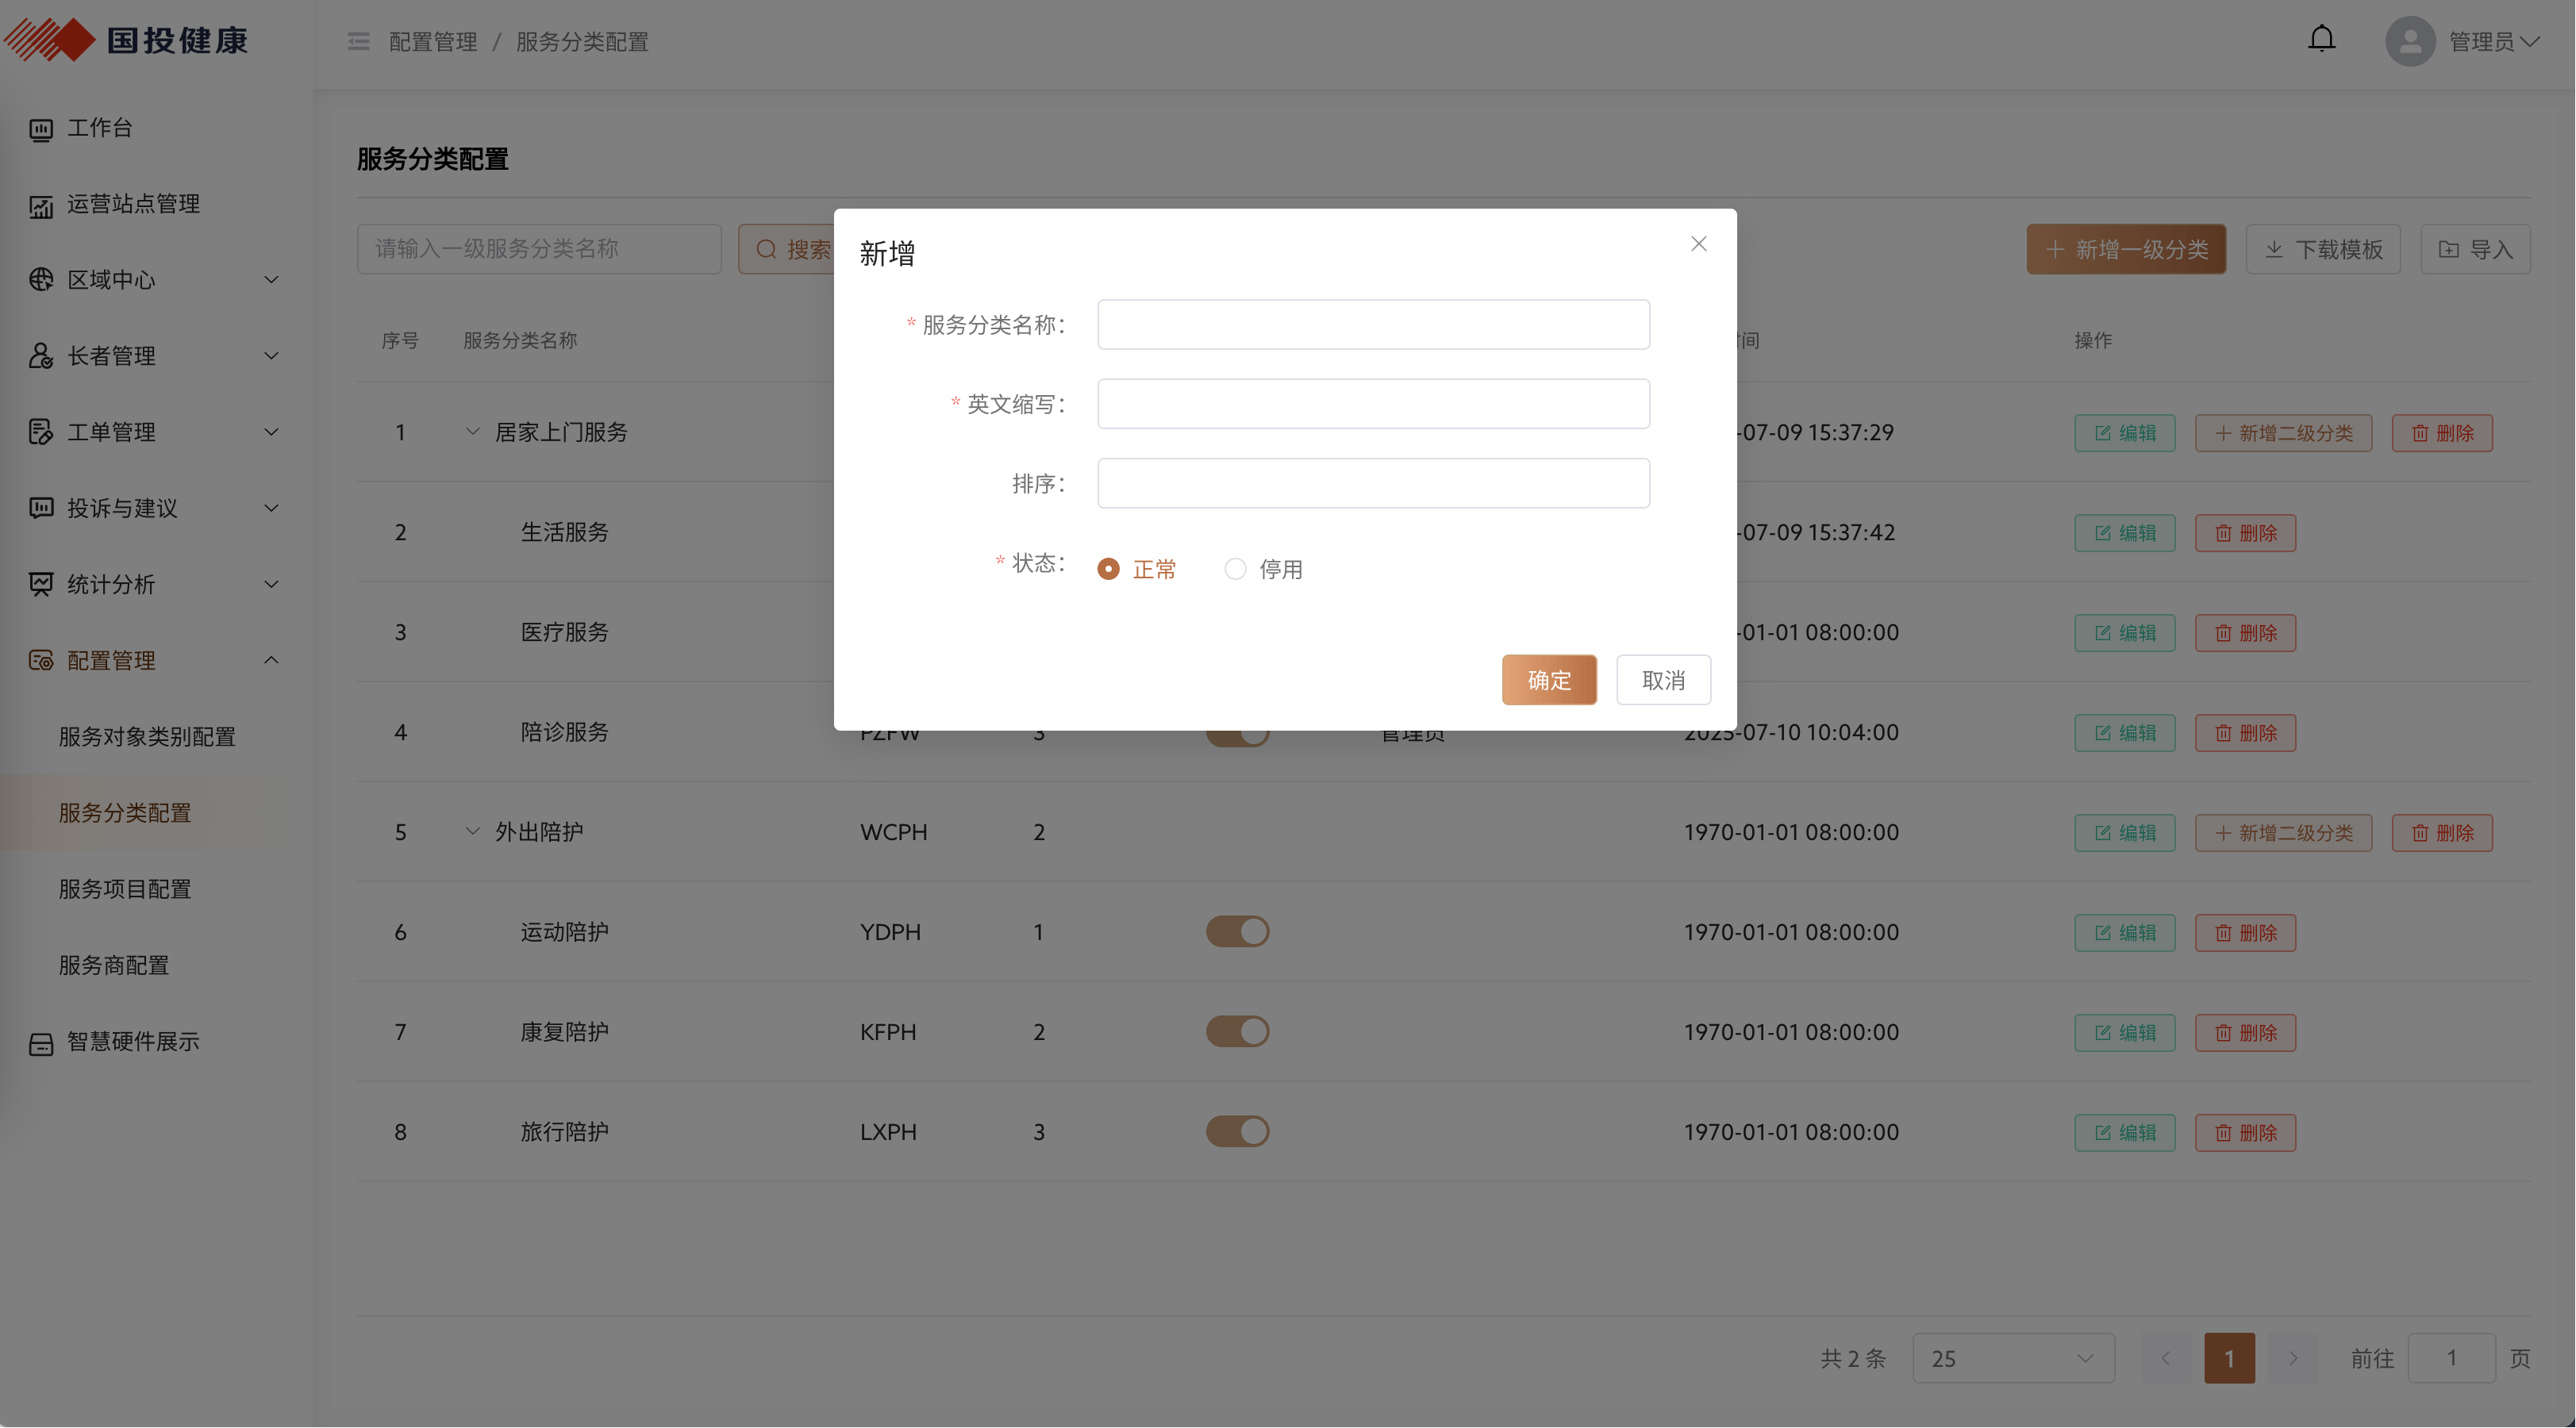 国投健康
配置管理 / 服务分类配置
管理员
工作台
运营站点管理
区域中心
长者管理
工单管理
投诉与建议
统计分析
配置管理
服务对象类别配置
服务分类配置
服务项目配置
服务商配置
智慧硬件展示
服务分类配置
请输入一级服务分类名称 搜索
新增一级分类 下载模板 导入
序号 服务分类名称 间 操作
1 居家上门服务 -07-09 15:37:29 编辑 新增二级分类 删除
2 生活服务 -07-09 15:37:42 编辑 删除
3 医疗服务 -01-01 08:00:00 编辑 删除
4 陪诊服务 PZFW 3 管理员 2025-07-10 10:04:00 编辑 删除
5 外出陪护 WCPH 2 1970-01-01 08:00:00 编辑 新增二级分类 删除
6 运动陪护 YDPH 1 1970-01-01 08:00:00 编辑 删除
7 康复陪护 KFPH 2 1970-01-01 08:00:00 编辑 删除
8 旅行陪护 LXPH 3 1970-01-01 08:00:00 编辑 删除
共 2 条 25 1 前往 1 页
新增
* 服务分类名称：
* 英文缩写：
排序：
* 状态： 正常 停用
确定 取消